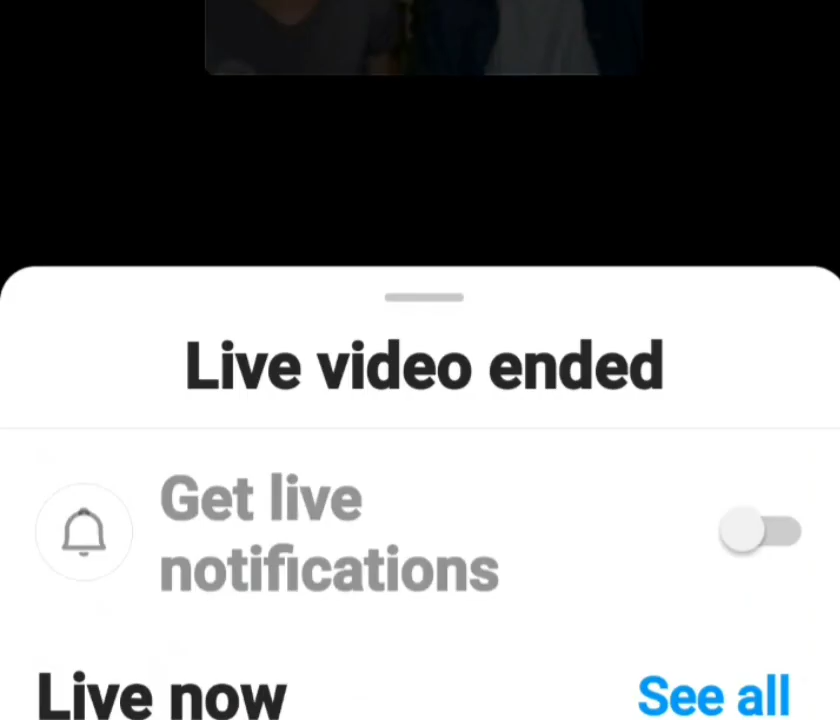 Live video ended
Get live
notifications
Live now
See all